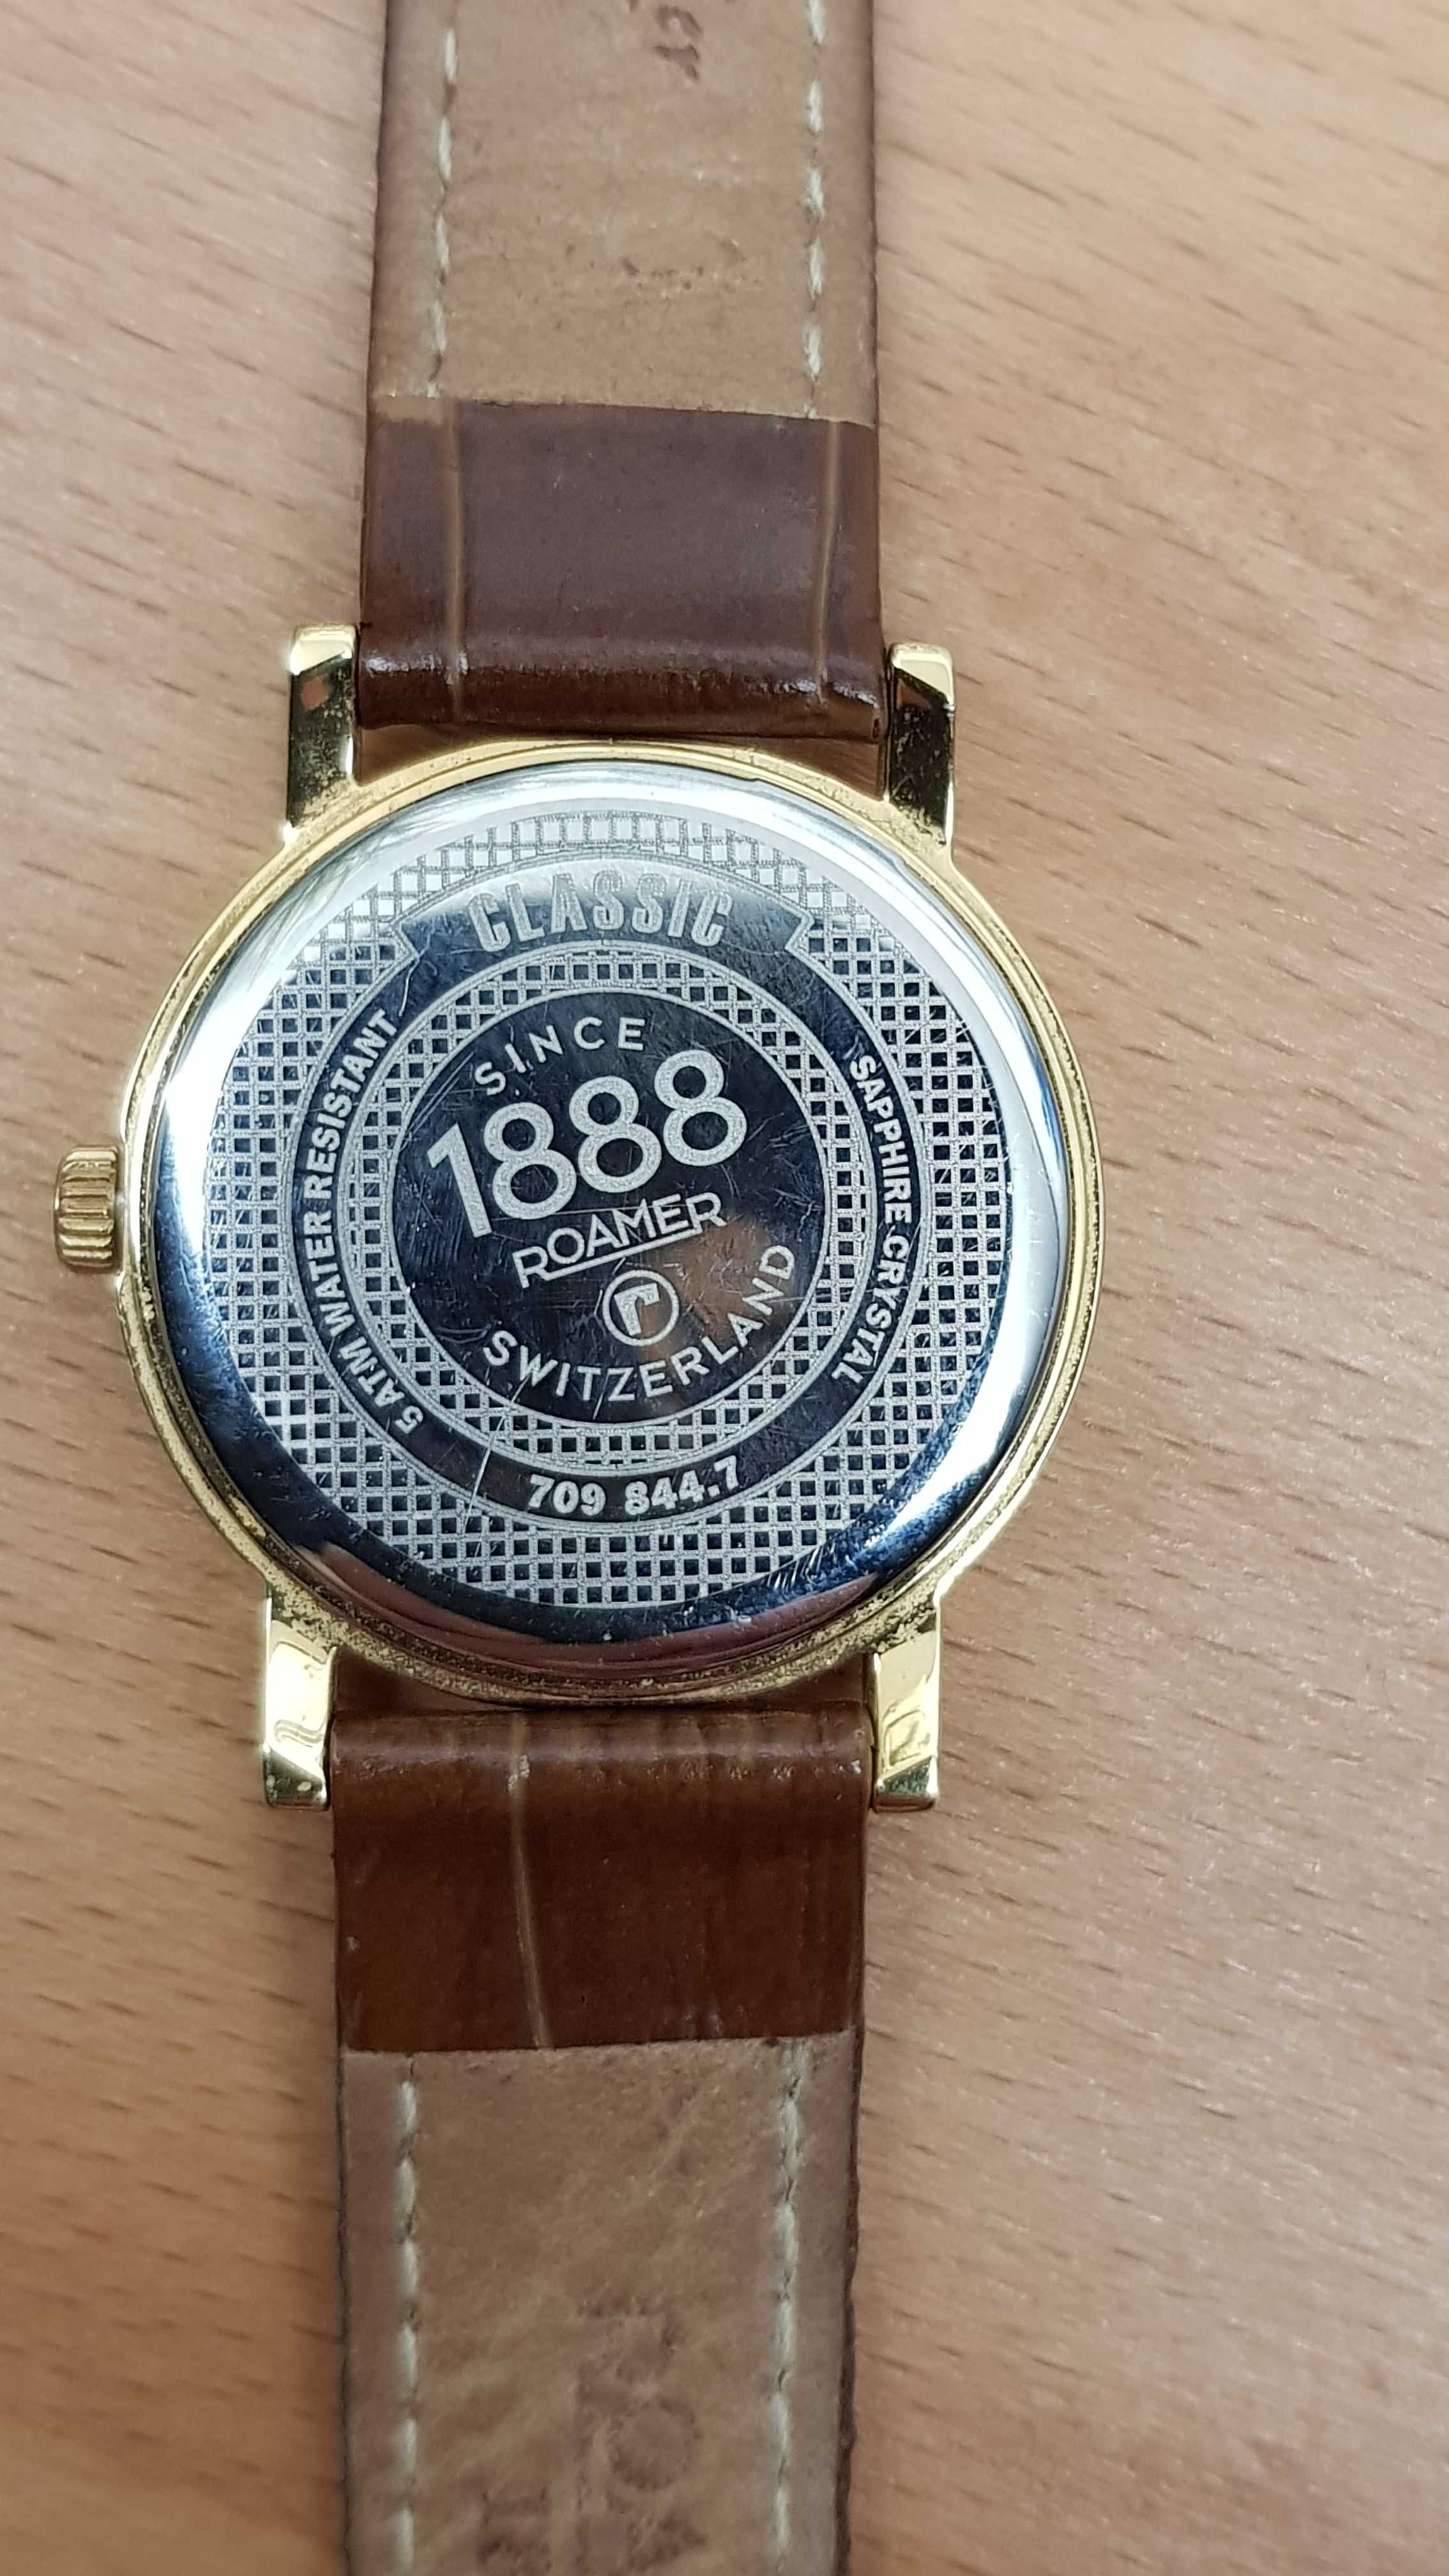 CLASSIC
5 ATM WATER RESISTANT
SAPPHIRE CRYSTAL
SINCE
1888
ROAMER
r
SWITZERLAND
709 844.7